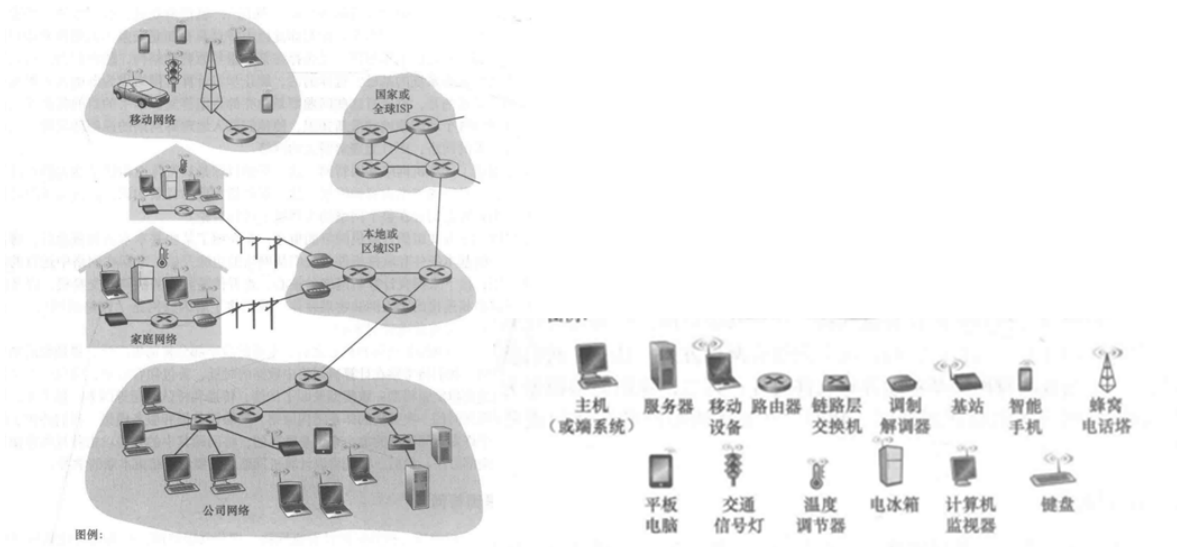 国家或
全球ISP
移动网络
本地或
区域ISP
家庭网络
公司网络
图例：
图例：
主机
（或端系统）
服务器
移动
设备
路由器
链路层
交换机
调制
解调器
基站
智能
手机
蜂窝
电话塔
平板
电脑
交通
信号灯
温度
调节器
电冰箱
计算机
监视器
键盘